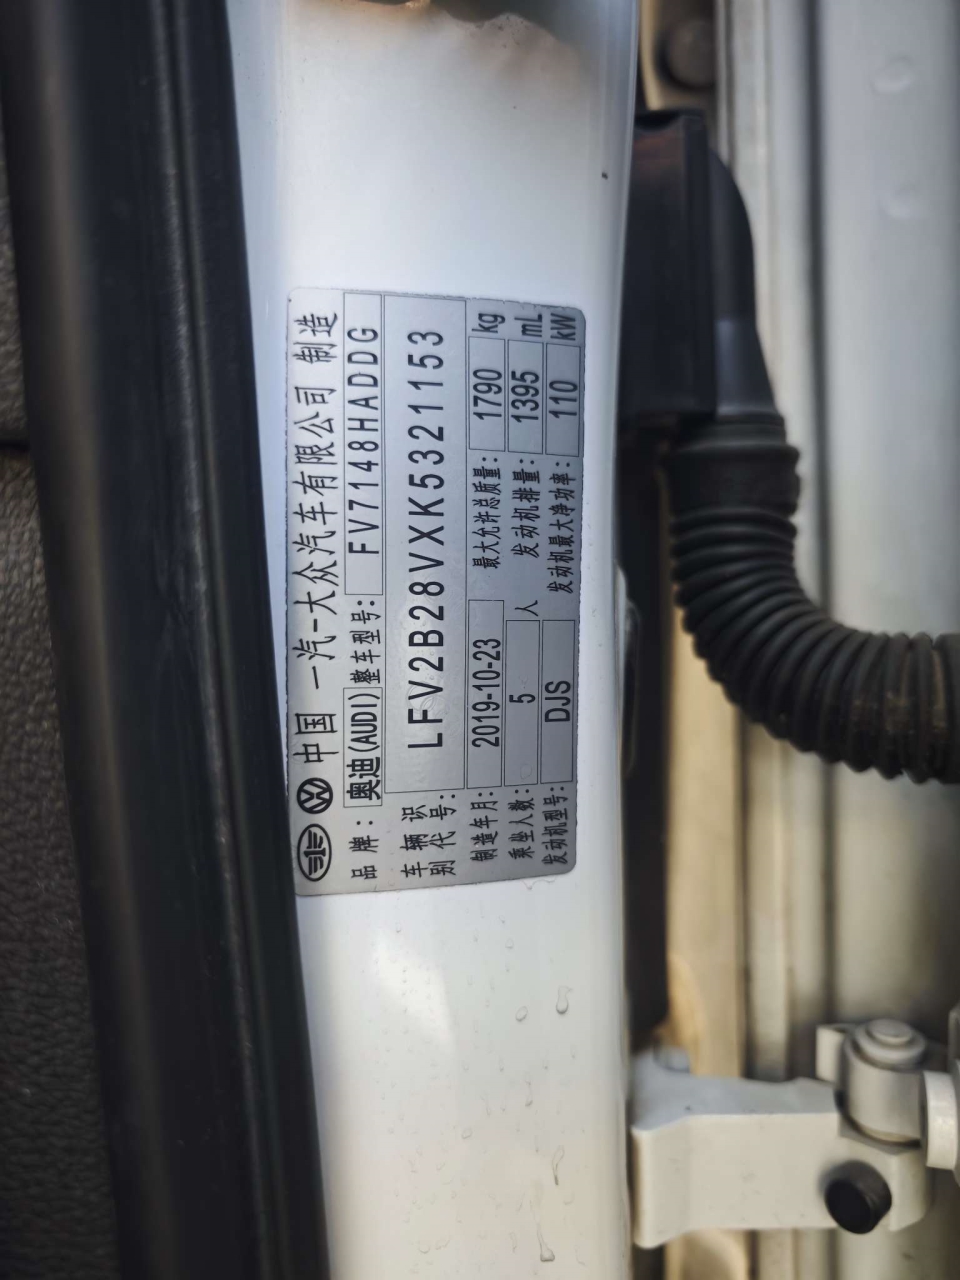 中国 一汽-大众汽车有限公司 制造
品牌: 奥迪(AUDI) 整车型号: FV7148HADDG
车辆识别代号: LFV2B28VXK5321153
制造年月: 2019-10-23 最大允许总质量: 1790 kg
乘坐人数: 5 人 发动机排量: 1395 mL
发动机型号: DJS 发动机最大净功率: 110 kW